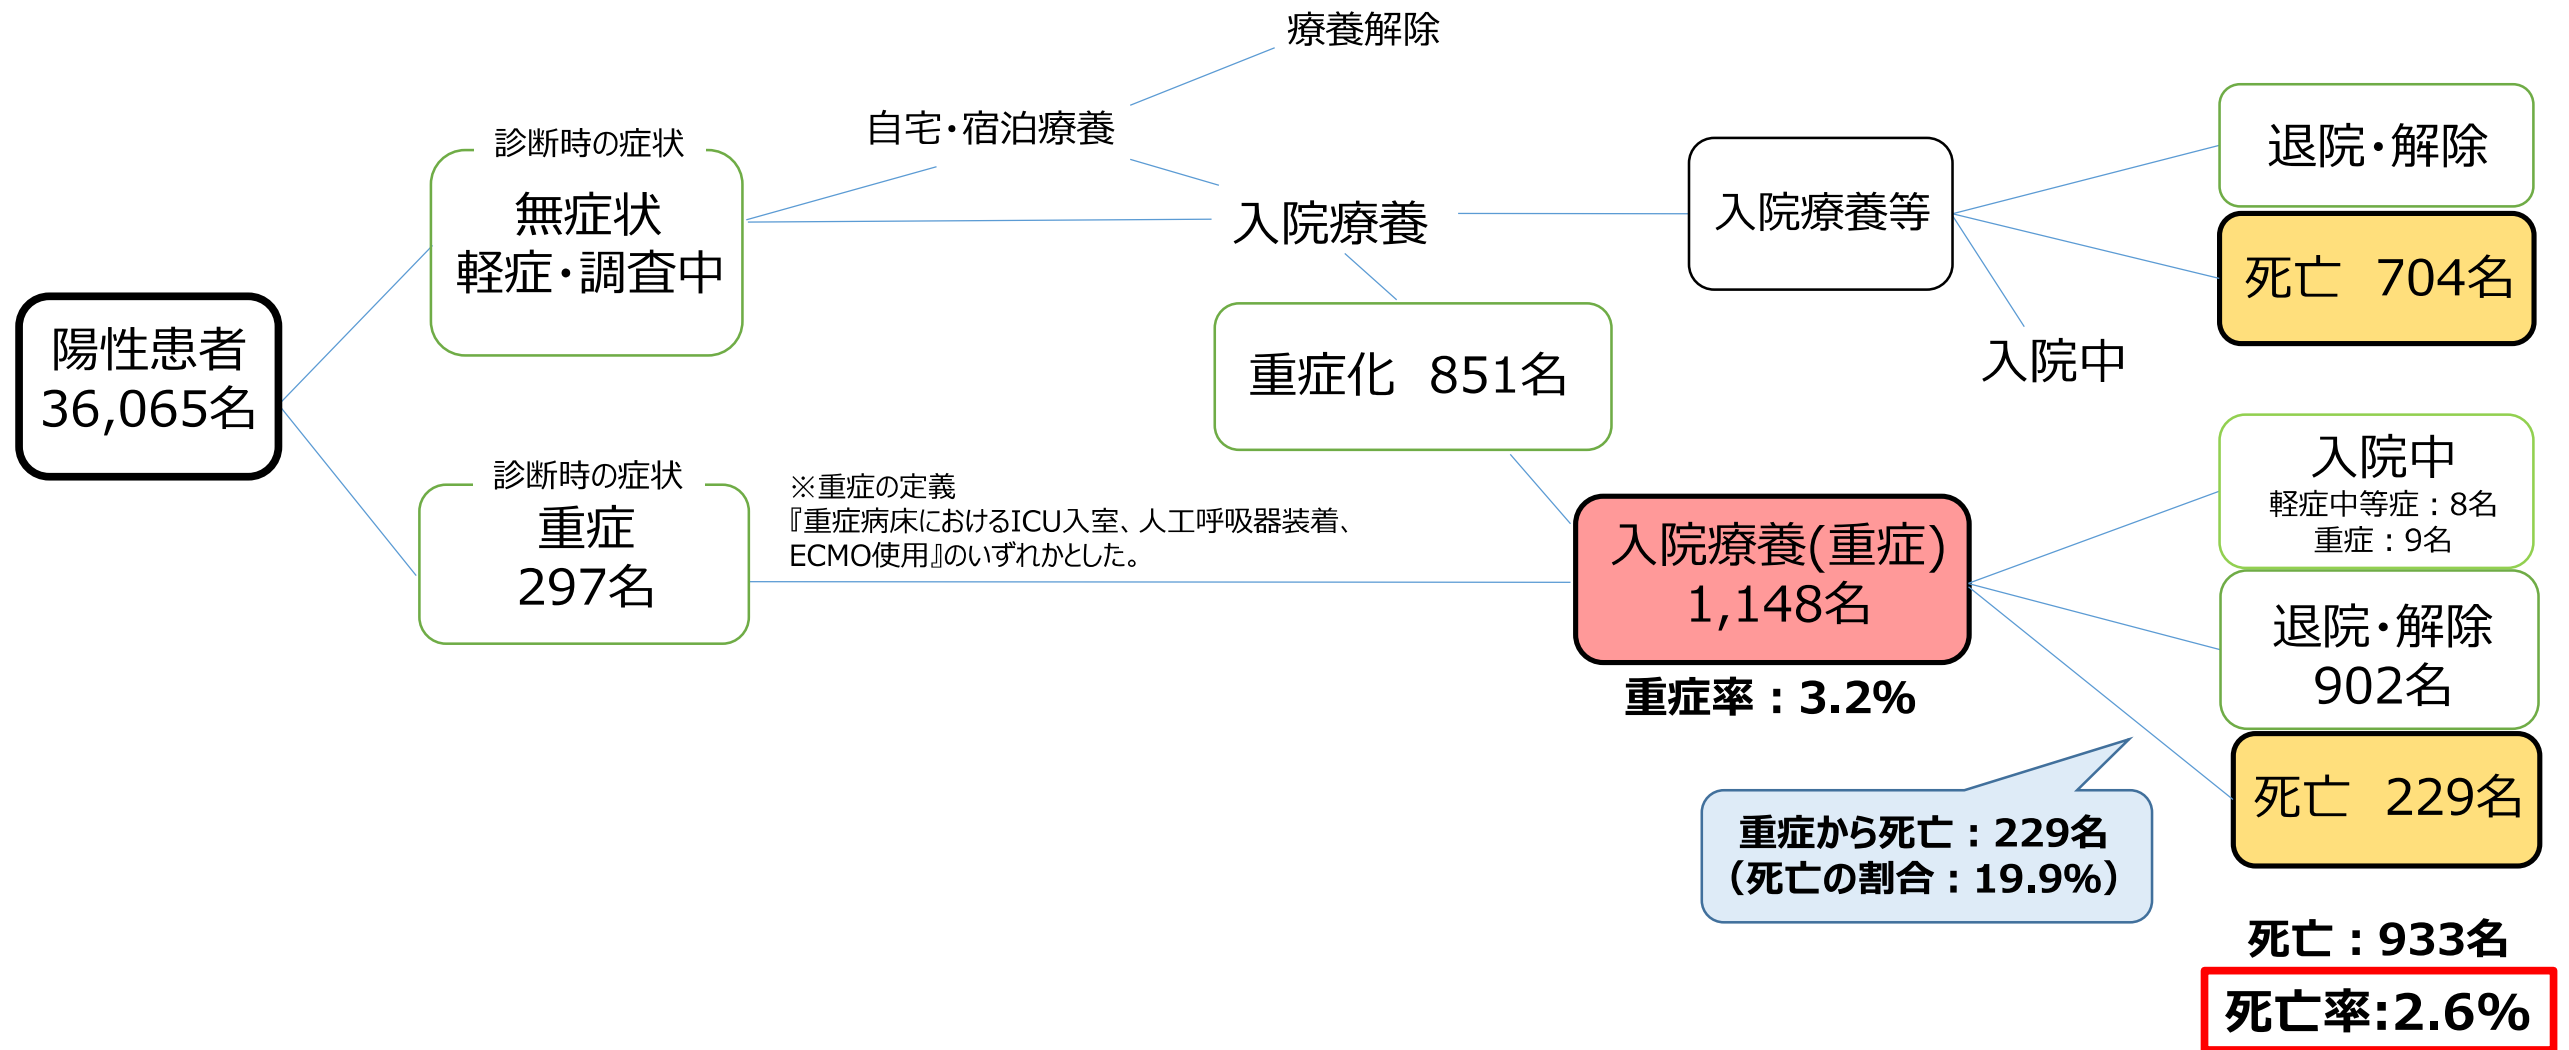 療養解除
自宅・宿泊療養
診断時の症状
無症状
軽症・調査中
入院療養
入院療養等
退院・解除
死亡　704名
入院中
陽性患者
36,065名
重症化　851名
診断時の症状
重症
297名
※重症の定義
『重症病床におけるICU入室、人工呼吸器装着、
ECMO使用』のいずれかとした。
入院療養(重症)
1,148名
重症率：3.2%
入院中
軽症中等症：8名
重症：9名
退院・解除
902名
死亡　229名
重症から死亡：229名
（死亡の割合：19.9%）
死亡：933名
死亡率:2.6%